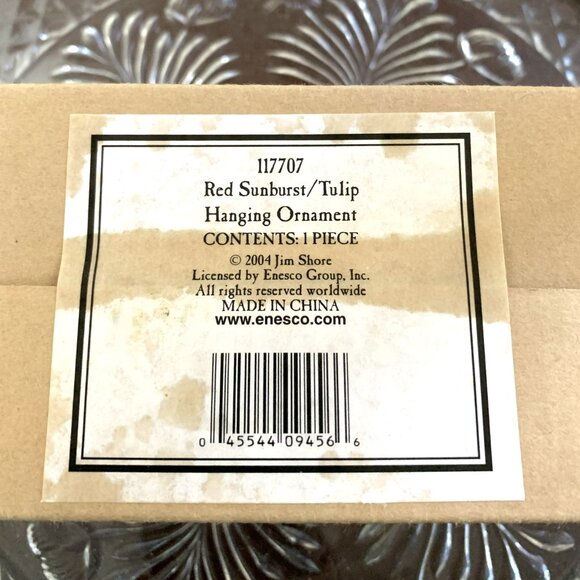 117707
Red Sunburst/Tulip
Hanging Ornament
CONTENTS: 1 PIECE
© 2004 Jim Shore
Licensed by Enesco Group, Inc.
All rights reserved worldwide
MADE IN CHINA
www.enesco.com
0 45544 09456 6